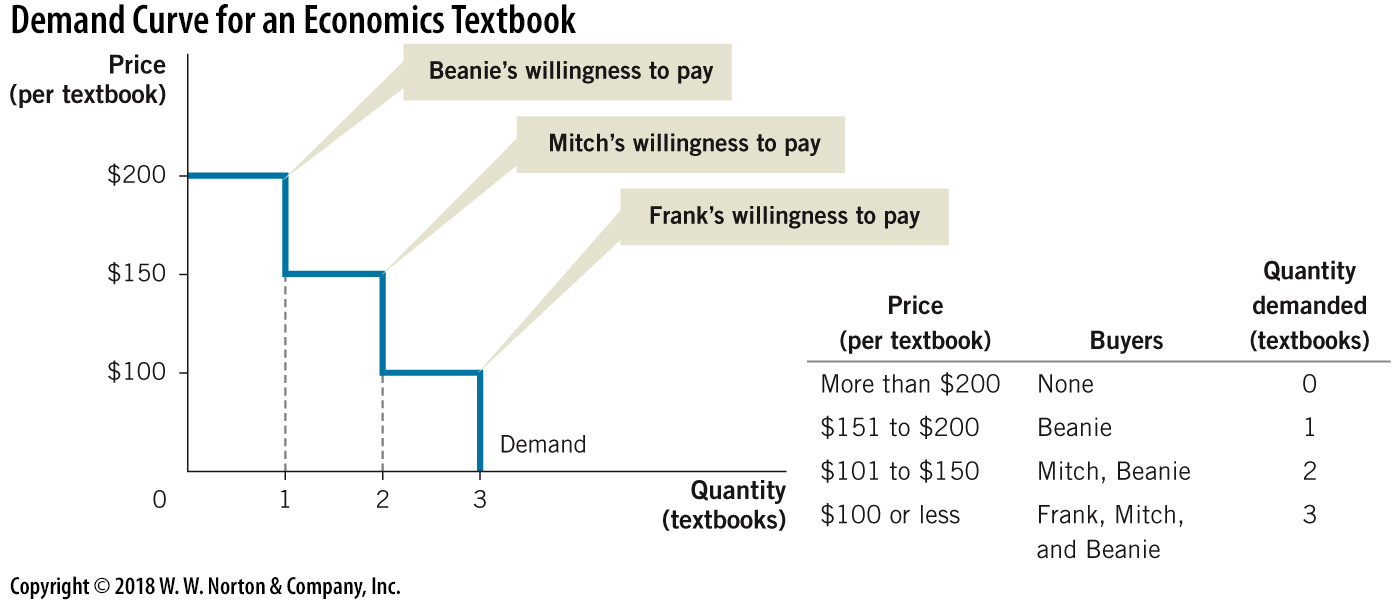 Demand Curve for an Economics Textbook
Price
(per textbook)
Beanie’s willingness to pay
Mitch’s willingness to pay
Frank’s willingness to pay
$200
$150
$100
Demand
0
1
2
3
Quantity
(textbooks)
Price
(per textbook)
Buyers
Quantity
demanded
(textbooks)
More than $200 None 0
$151 to $200 Beanie 1
$101 to $150 Mitch, Beanie 2
$100 or less Frank, Mitch, 3
and Beanie
Copyright © 2018 W. W. Norton & Company, Inc.